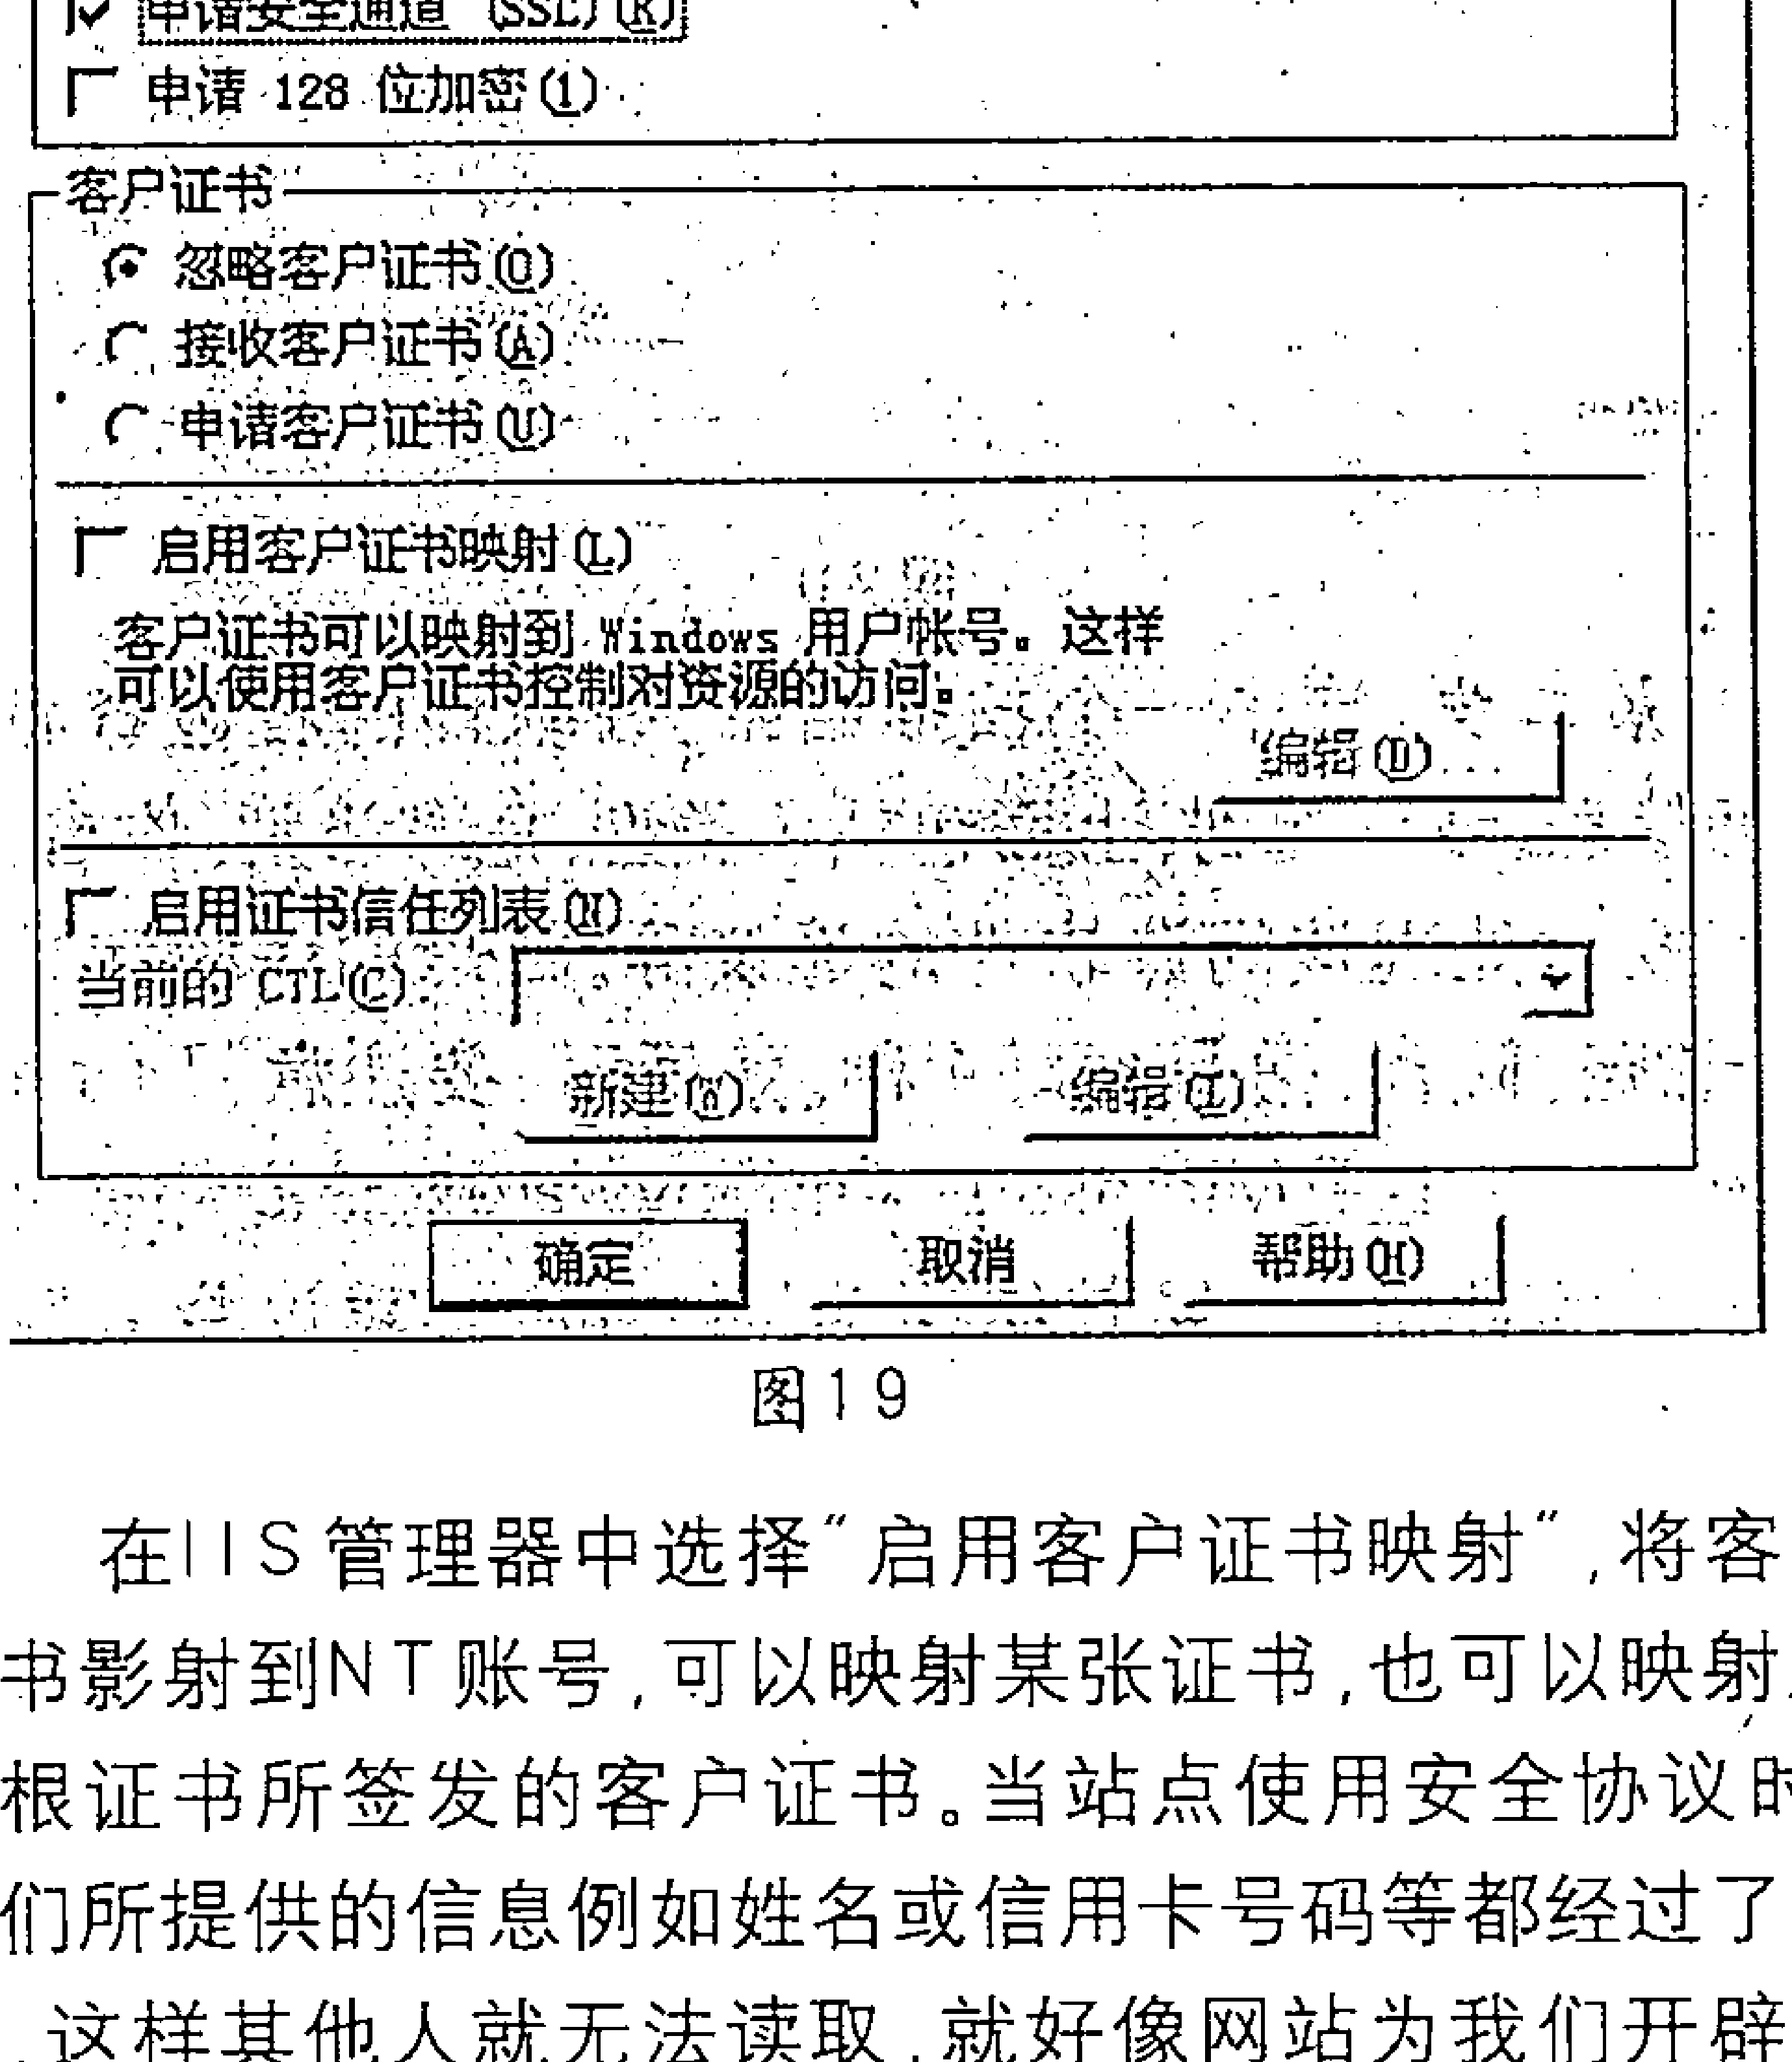 申请安全通道 (SSL)(R)
申请 128 位加密(1)
客户证书
忽略客户证书(O)
接收客户证书(A)
申请客户证书(U)
启用客户证书映射(L)
客户证书可以映射到 Windows 用户帐号。这样
可以使用客户证书控制对资源的访问。
编辑(D)
启用证书信任列表(N)
当前的 CTL(C)
新建(W)
编辑(I)
确定 取消 帮助(H)
图19
在IIS管理器中选择“启用客户证书映射”,将客
书影射到NT账号,可以映射某张证书,也可以映射
根证书所签发的客户证书。当站点使用安全协议时
们所提供的信息例如姓名或信用卡号码等都经过了
,这样其他人就无法读取,就好像网站为我们开辟